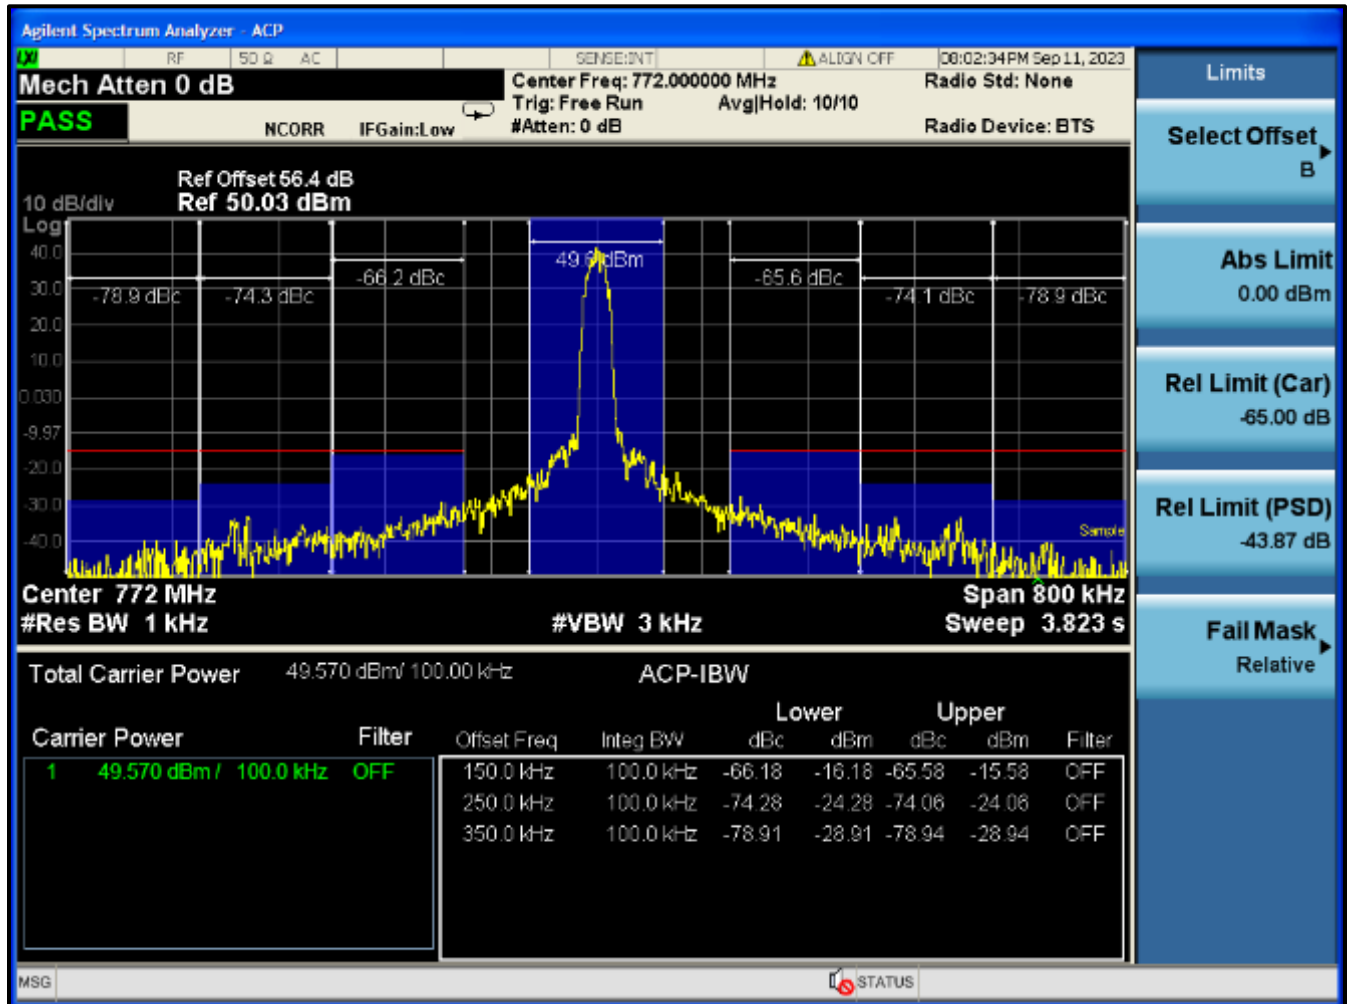 Agilent Spectrum Analyzer - ACP
LXI RF 50 Ω AC SENSE:INT ALIGN OFF 08:02:34 PM Sep 11, 2023
Mech Atten 0 dB
Center Freq: 772.000000 MHz
Radio Std: None
Trig: Free Run
Avg|Hold: 10/10
PASS
NCORR
IFGain:Low
#Atten: 0 dB
Radio Device: BTS
Ref Offset 56.4 dB
10 dB/div
Ref 50.03 dBm
Log
40.0
30.0
20.0
10.0
0.030
-9.97
-20.0
-30.0
-40.0
-78.9 dBc
-74.3 dBc
-66.2 dBc
49.6 dBm
-65.6 dBc
-74.1 dBc
-78.9 dBc
Sample
Center 772 MHz
Span 800 kHz
#Res BW 1 kHz
#VBW 3 kHz
Sweep 3.823 s
Total Carrier Power 49.570 dBm/ 100.00 kHz
ACP-IBW
Lower Upper
Carrier Power Filter
Offset Freq Integ BW dBc dBm dBc dBm Filter
1 49.570 dBm / 100.0 kHz OFF
150.0 kHz 100.0 kHz -66.18 -16.18 -65.58 -15.58 OFF
250.0 kHz 100.0 kHz -74.28 -24.28 -74.06 -24.06 OFF
350.0 kHz 100.0 kHz -78.91 -28.91 -78.94 -28.94 OFF
MSG
STATUS
Limits
Select Offset
B
Abs Limit
0.00 dBm
Rel Limit (Car)
-65.00 dB
Rel Limit (PSD)
-43.87 dB
Fail Mask
Relative